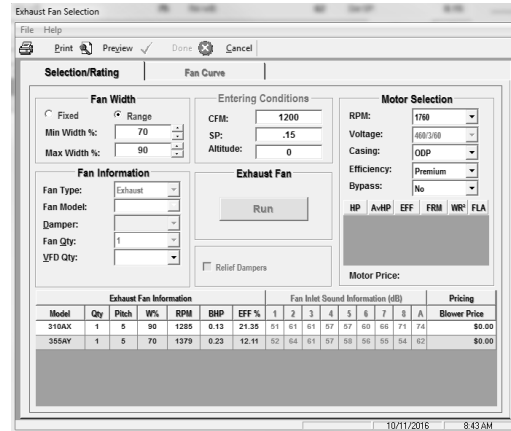 Exhaust Fan Selection
File Help
Print Preview Done Cancel
Selection/Rating Fan Curve
Fan Width
Fixed Range
Min Width %: 70
Max Width %: 90
Entering Conditions
CFM: 1200
SP: .15
Altitude: 0
Motor Selection
RPM: 1760
Voltage: 460/3/60
Casing: ODP
Efficiency: Premium
Bypass: No
HP AvHP EFF FRM WR² FLA
Motor Price:
Fan Information
Fan Type: Exhaust
Fan Model:
Damper:
Fan Qty: 1
VFD Qty:
Exhaust Fan
Run
Relief Dampers
Exhaust Fan Information Fan Inlet Sound Information (dB) Pricing
Model Qty Pitch W% RPM BHP EFF % 1 2 3 4 5 6 7 8 A Blower Price
310AX 1 5 90 1285 0.13 21.35 51 61 61 57 57 60 66 71 74 $0.00
355AY 1 5 70 1379 0.23 12.11 52 64 61 57 58 56 55 54 62 $0.00
10/11/2016 8:43 AM